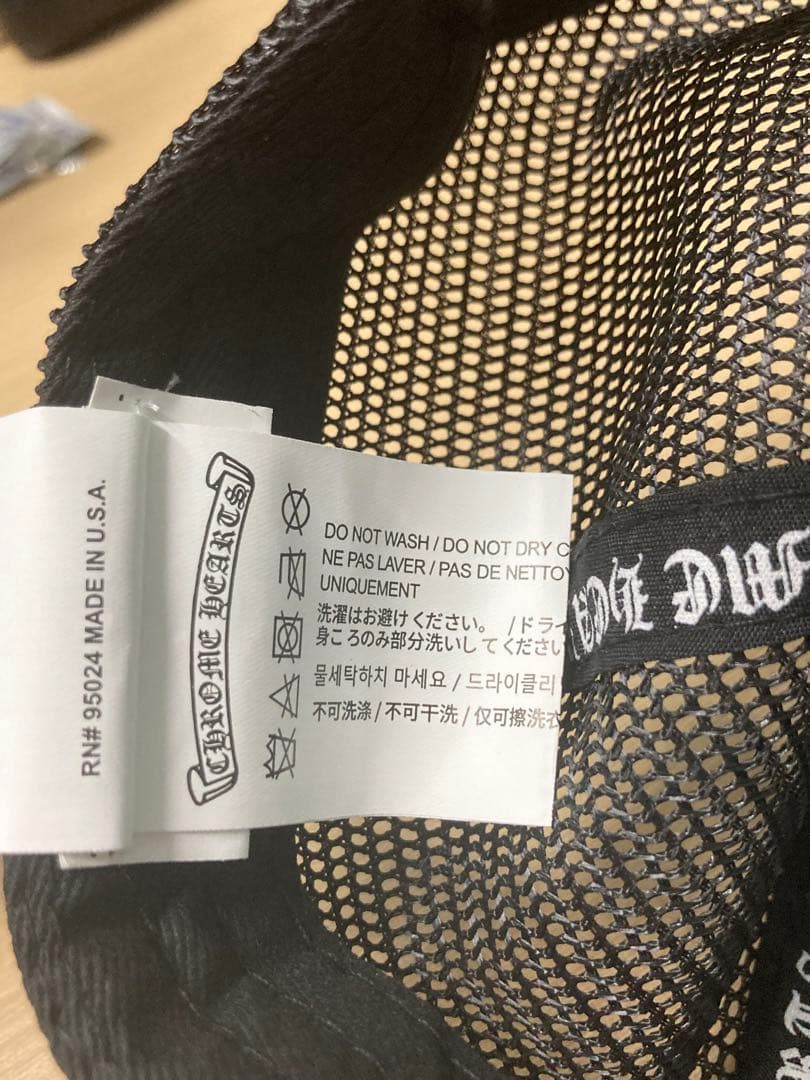 RN# 95024 MADE IN U.S.A.
CHROME HEARTS
DO NOT WASH / DO NOT DRY C
NE PAS LAVER / PAS DE NETTOY
UNIQUEMENT
洗濯はお避けください。 /ドライ
身ころのみ部分洗いしてください
물세탁하지 마세요 / 드라이클리
不可洗涤 / 不可干洗 / 仅可擦洗衣